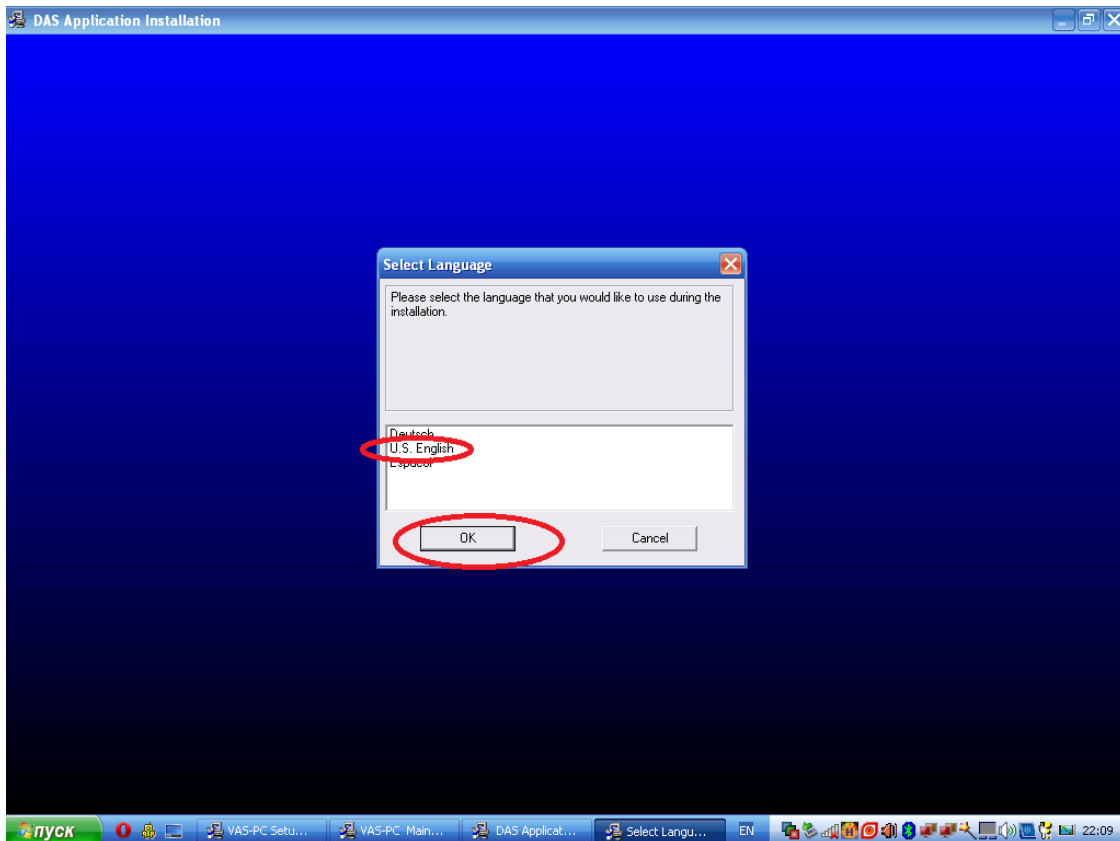 DAS Application Installation
Select Language
Please select the language that you would like to use during the
installation.
Deutsch
U.S. English
OK
Cancel
пуск
VAS-PC Setu...
VAS-PC Main...
DAS Applicat...
Select Langu...
EN
22:09